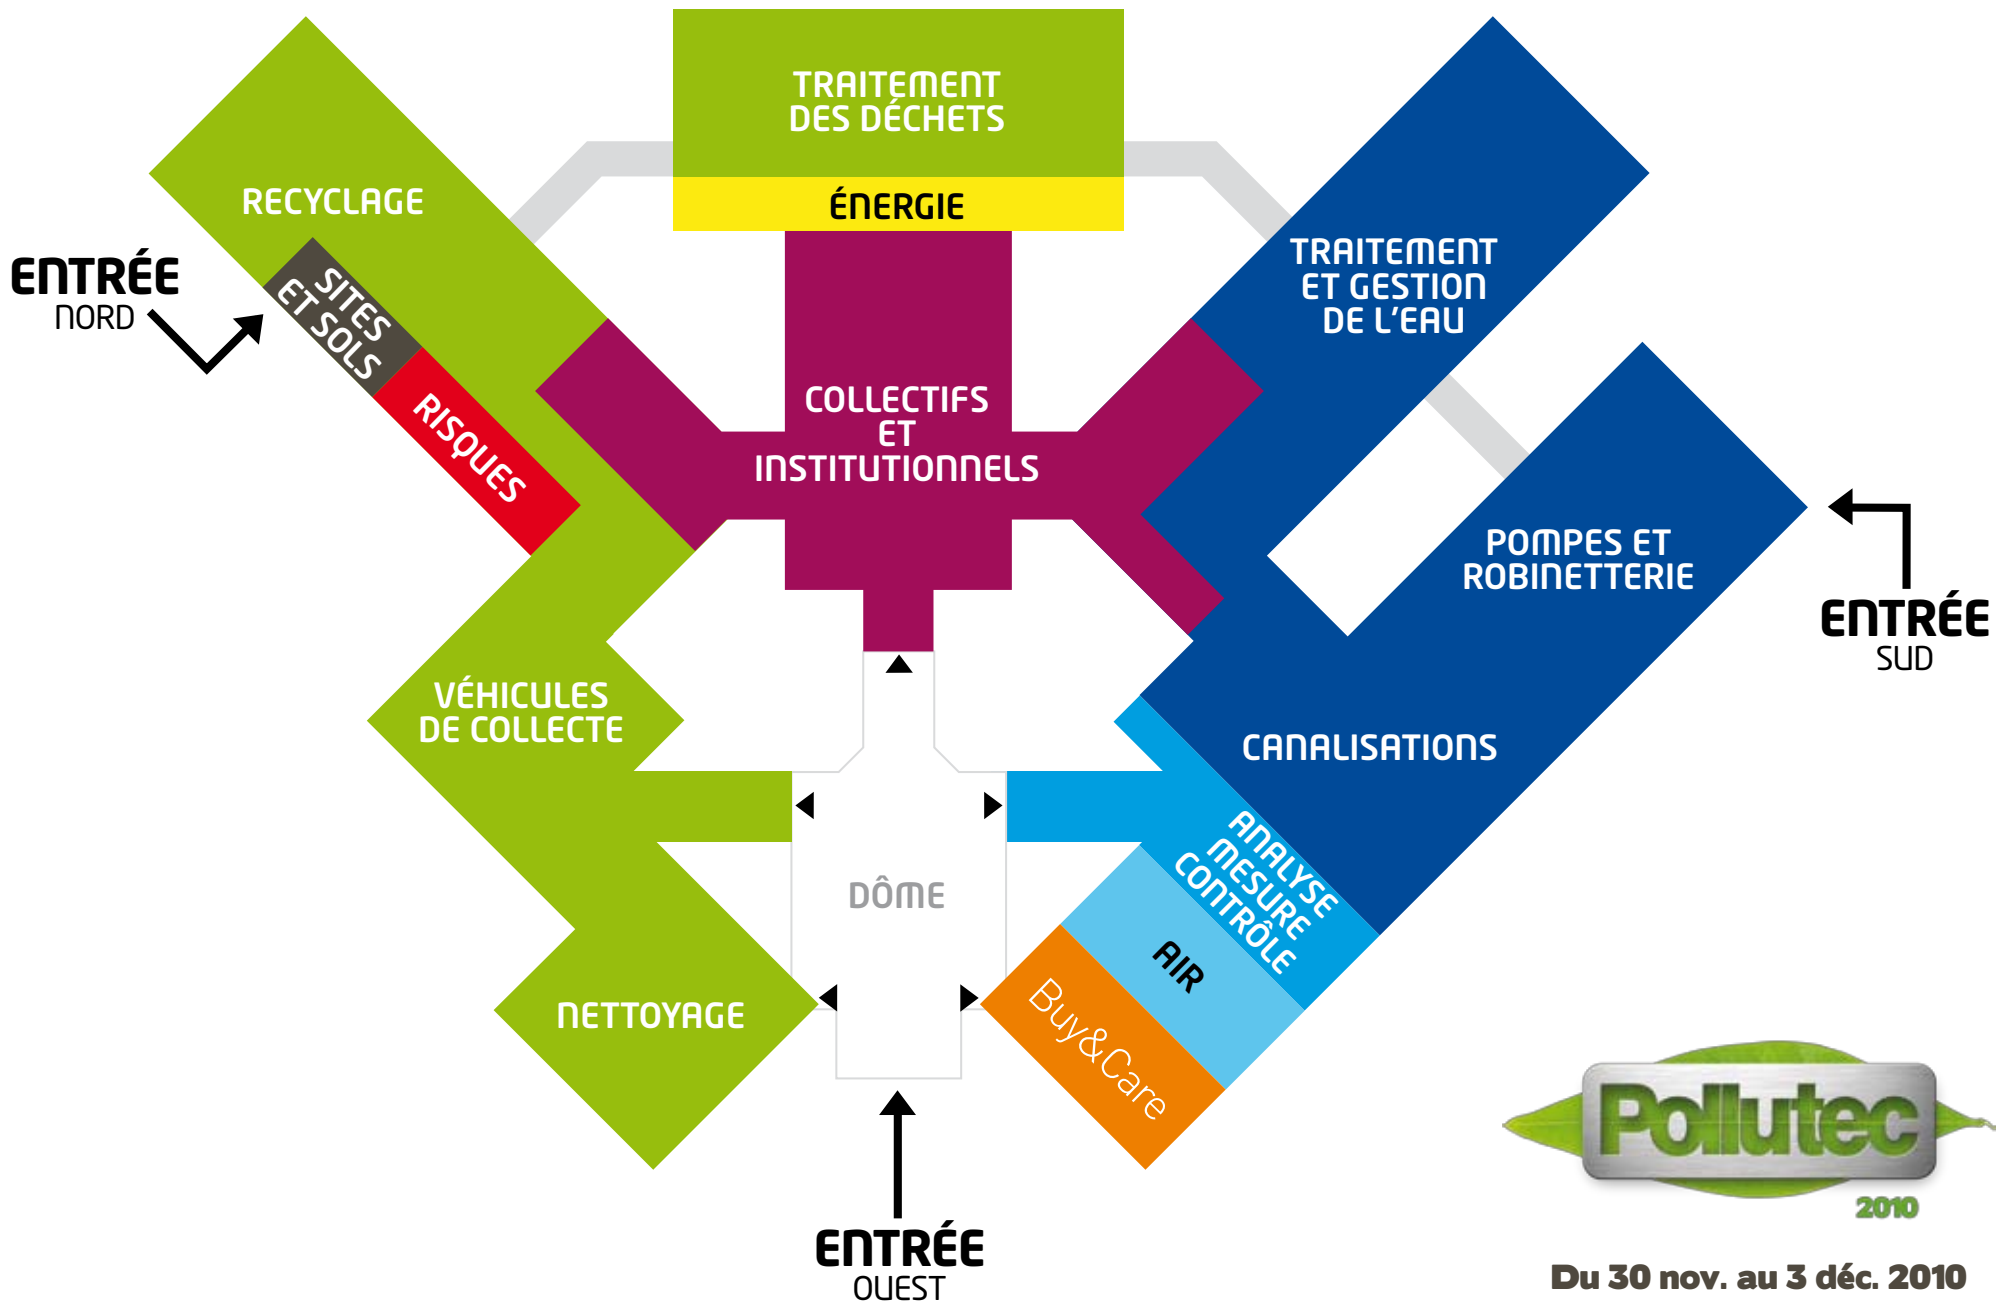 TRAITEMENT
DES DÉCHETS
ÉNERGIE
RECYCLAGE
ENTRÉE
NORD
SITES
ET SOLS
RISQUES
COLLECTIFS
ET
INSTITUTIONNELS
TRAITEMENT
ET GESTION
DE L'EAU
POMPES ET
ROBINETTERIE
ENTRÉE
SUD
VÉHICULES
DE COLLECTE
CANALISATIONS
ANALYSE
MESURE
CONTRÔLE
DÔME
AIR
Buy&Care
NETTOYAGE
ENTRÉE
OUEST
Pollutec
2010
Du 30 nov. au 3 déc. 2010